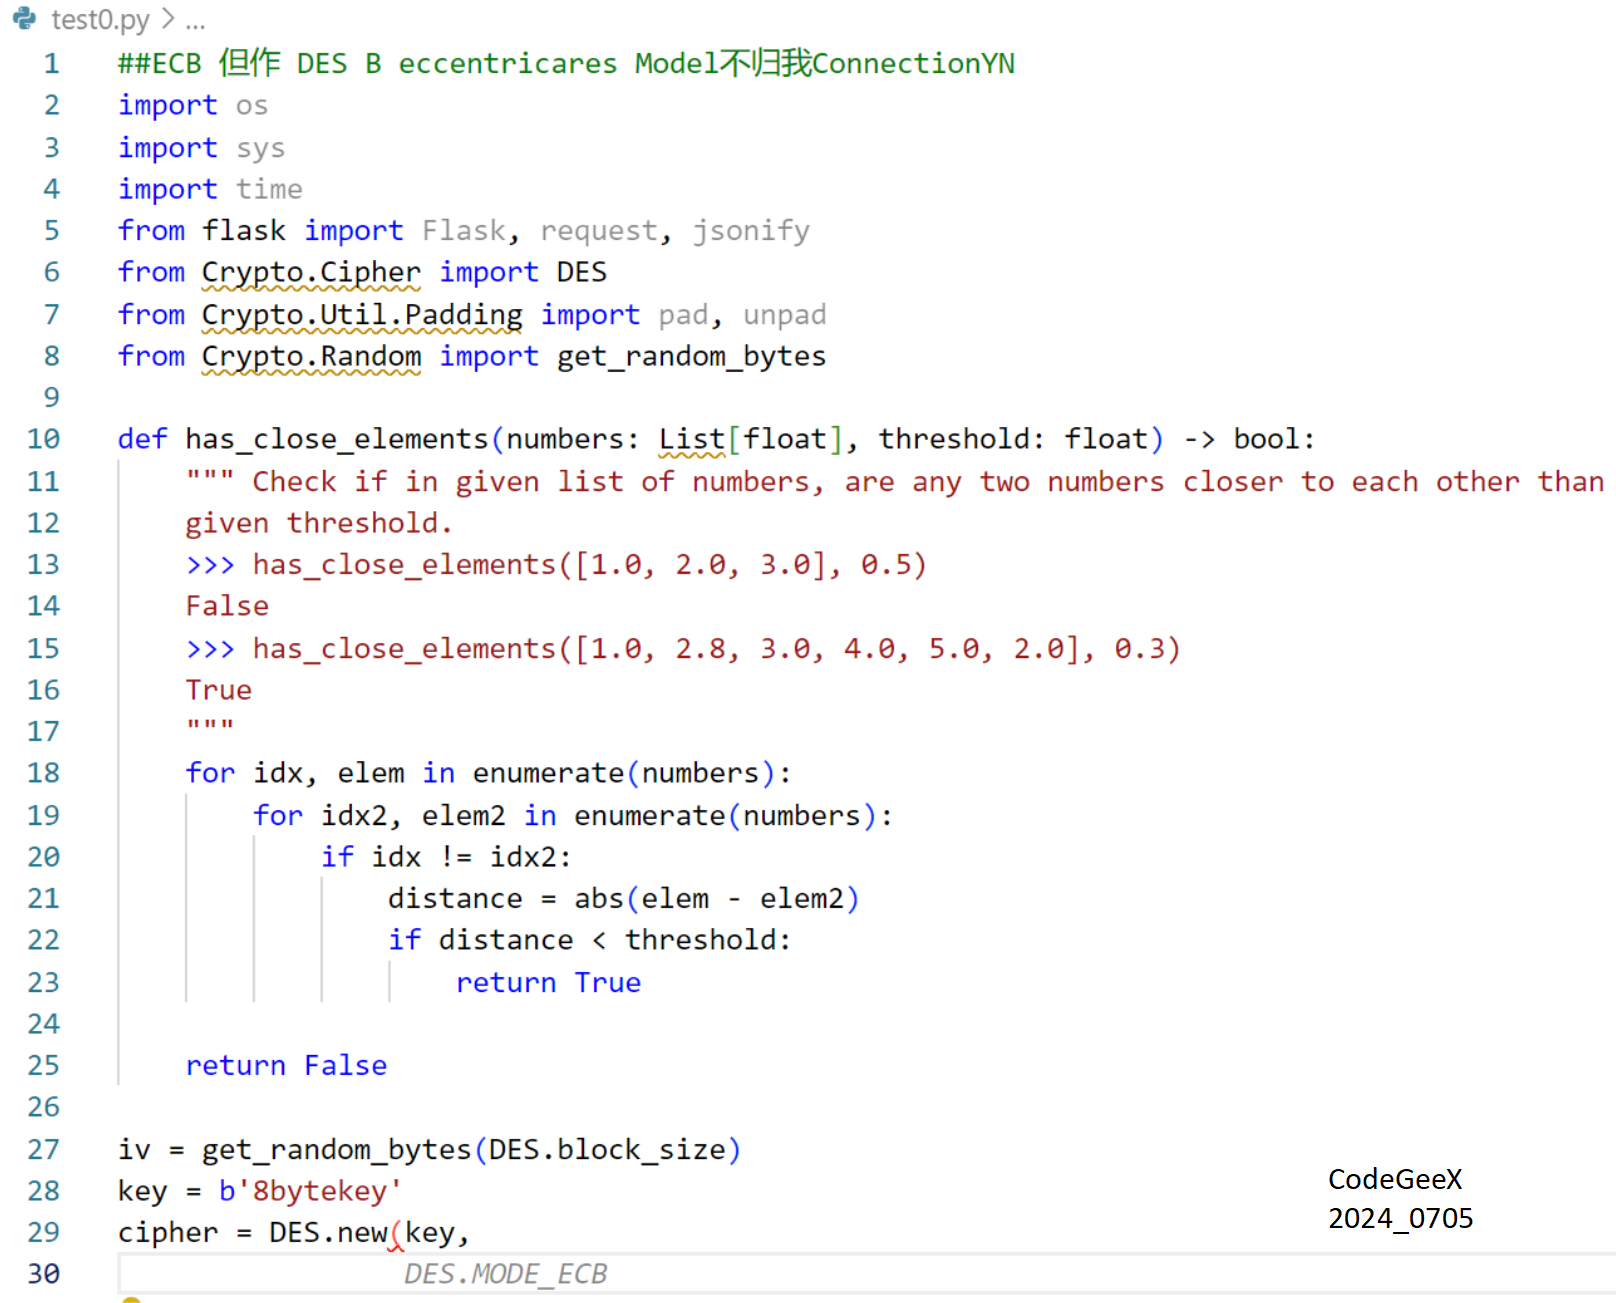 test0.py > ...
1 ##ECB 但作 DES B eccentricares Model不归我ConnectionYN
2 import os
3 import sys
4 import time
5 from flask import Flask, request, jsonify
6 from Crypto.Cipher import DES
7 from Crypto.Util.Padding import pad, unpad
8 from Crypto.Random import get_random_bytes
9
10 def has_close_elements(numbers: List[float], threshold: float) -> bool:
11     """ Check if in given list of numbers, are any two numbers closer to each other than
12     given threshold.
13     >>> has_close_elements([1.0, 2.0, 3.0], 0.5)
14     False
15     >>> has_close_elements([1.0, 2.8, 3.0, 4.0, 5.0, 2.0], 0.3)
16     True
17     """
18     for idx, elem in enumerate(numbers):
19         for idx2, elem2 in enumerate(numbers):
20             if idx != idx2:
21                 distance = abs(elem - elem2)
22                 if distance < threshold:
23                     return True
24
25     return False
26
27 iv = get_random_bytes(DES.block_size)
28 key = b'8bytekey'
29 cipher = DES.new(key,
30                  DES.MODE_ECB
CodeGeeX
2024_0705